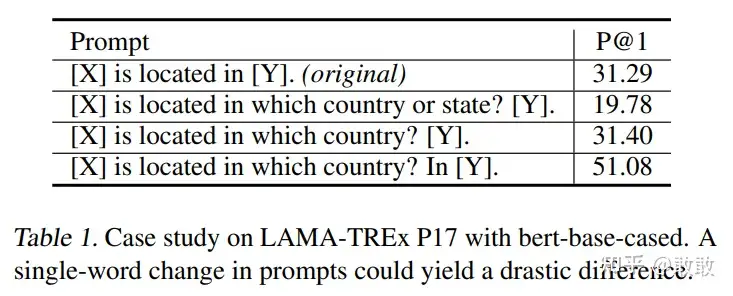 Prompt P@1
[X] is located in [Y]. (original) 31.29
[X] is located in which country or state? [Y]. 19.78
[X] is located in which country? [Y]. 31.40
[X] is located in which country? In [Y]. 51.08
Table 1. Case study on LAMA-TREx P17 with bert-base-cased. A
single-word change in prompts could yield a drastic difference.
知乎 @敢敢